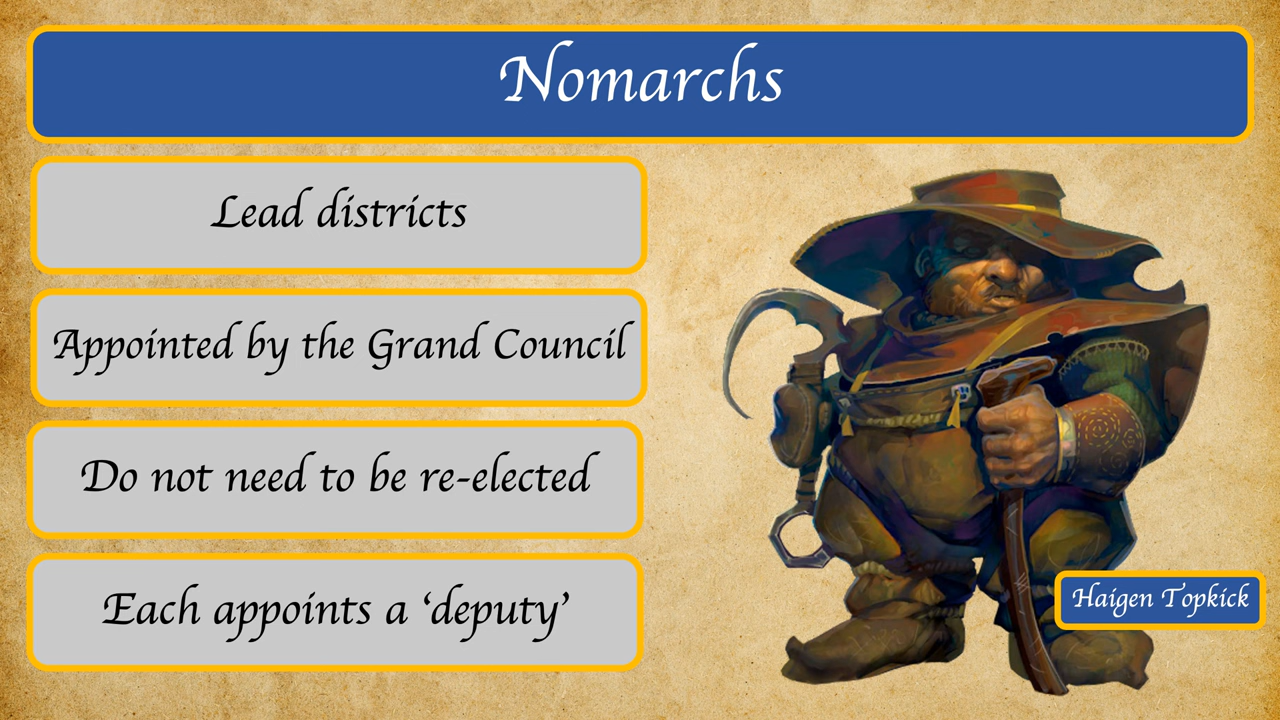 Nomarchs
Lead districts
Appointed by the Grand Council
Do not need to be re-elected
Each appoints a ‘deputy’
Haigen Topkick